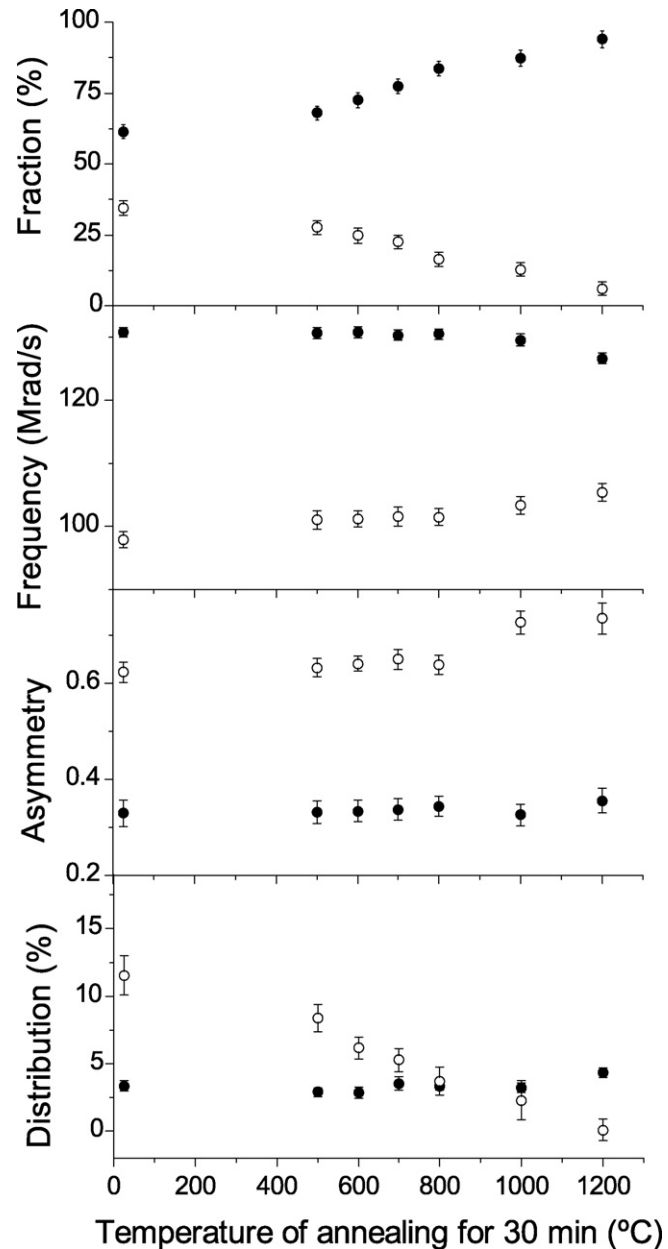 Fraction (%)
100
75
50
25
0
Frequency (Mrad/s)
120
100
Asymmetry
0.6
0.4
0.2
Distribution (%)
15
10
5
0
0 200 400 600 800 1000 1200
Temperature of annealing for 30 min (ºC)